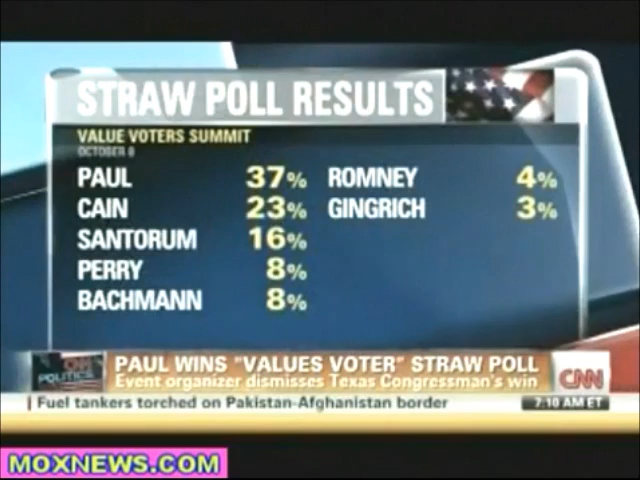 STRAW POLL RESULTS
VALUE VOTERS SUMMIT
OCTOBER 8
PAUL 37%
CAIN 23%
SANTORUM 16%
PERRY 8%
BACHMANN 8%
ROMNEY 4%
GINGRICH 3%
CNN POLITICS
PAUL WINS "VALUES VOTER" STRAW POLL
Event organizer dismisses Texas Congressman's win
CNN
Fuel tankers torched on Pakistan-Afghanistan border
7:10 AM ET
MOXNEWS.COM